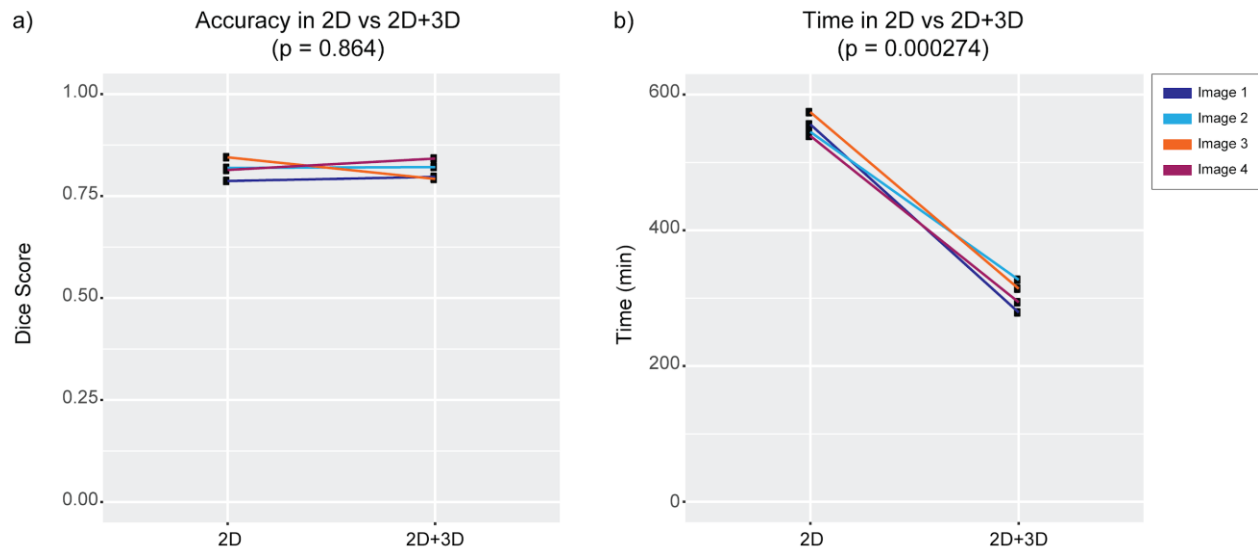 a)
Accuracy in 2D vs 2D+3D
(p = 0.864)
Dice Score
1.00
0.75
0.50
0.25
0.00
2D
2D+3D
b)
Time in 2D vs 2D+3D
(p = 0.000274)
Time (min)
600
400
200
0
2D
2D+3D
Image 1
Image 2
Image 3
Image 4